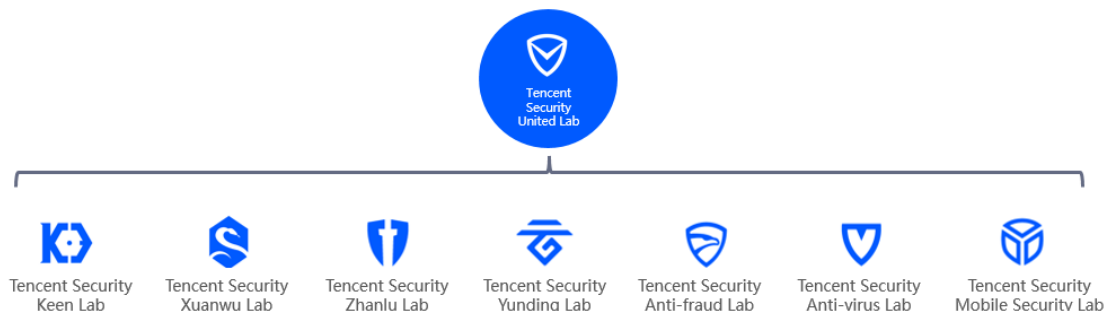 Tencent
Security
United Lab
Tencent Security
Keen Lab
Tencent Security
Xuanwu Lab
Tencent Security
Zhanlu Lab
Tencent Security
Yunding Lab
Tencent Security
Anti-fraud Lab
Tencent Security
Anti-virus Lab
Tencent Security
Mobile Security Lab